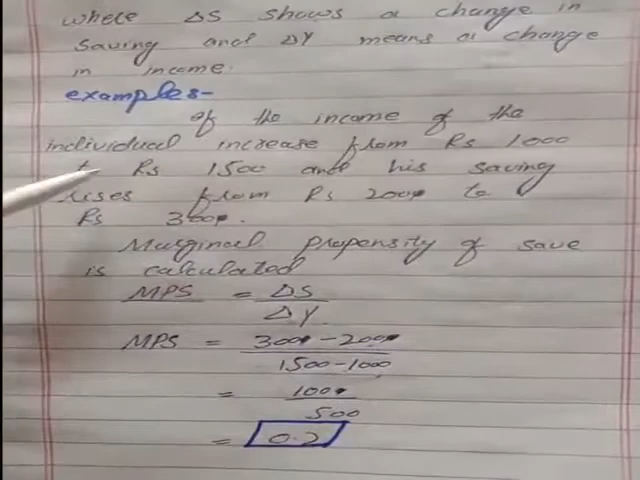 where ΔS shows a change in
saving and ΔY means a change
in income.
examples-
of the income of the
individual increase from Rs 1000
Rs 1500 and his saving
rises from Rs 200 to
Rs 300.
Marginal propensity of save
is calculated
MPS = ΔS
ΔY
MPS = 300 - 200
1500 - 1000
= 100
500
= 0.2